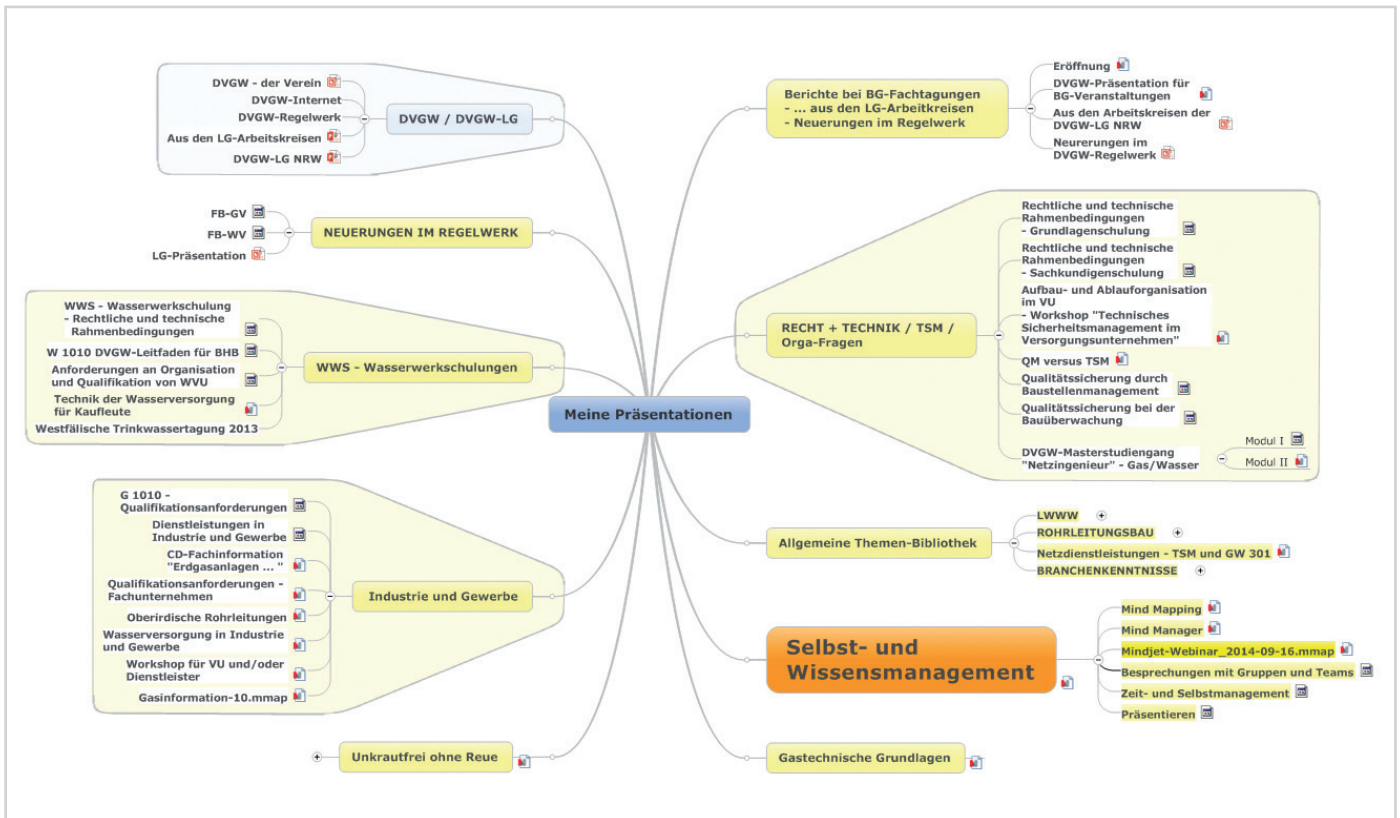 Meine Präsentationen
DVGW / DVGW-LG
DVGW - der Verein
DVGW-Internet
DVGW-Regelwerk
Aus den LG-Arbeitskreisen
DVGW-LG NRW
NEUERUNGEN IM REGELWERK
FB-GV
FB-WV
LG-Präsentation
WWS - Wasserwerkschulungen
WWS - Wasserwerkschulung
- Rechtliche und technische
Rahmenbedingungen
W 1010 DVGW-Leitfaden für BHB
Anforderungen an Organisation
und Qualifikation von WVU
Technik der Wasserversorgung
für Kaufleute
Westfälische Trinkwassertagung 2013
Industrie und Gewerbe
G 1010 -
Qualifikationsanforderungen
Dienstleistungen in
Industrie und Gewerbe
CD-Fachinformation
"Erdgasanlagen ... "
Qualifikationsanforderungen -
Fachunternehmen
Oberirdische Rohrleitungen
Wasserversorgung in Industrie
und Gewerbe
Workshop für VU und/oder
Dienstleister
Gasinformation-10.mmap
Unkrautfrei ohne Reue
Berichte bei BG-Fachtagungen
- ... aus den LG-Arbeitkreisen
- Neuerungen im Regelwerk
Eröffnung
DVGW-Präsentation für
BG-Veranstaltungen
Aus den Arbeitskreisen der
DVGW-LG NRW
Neurerungen im
DVGW-Regelwerk
RECHT + TECHNIK / TSM /
Orga-Fragen
Rechtliche und technische
Rahmenbedingungen
- Grundlagenschulung
Rechtliche und technische
Rahmenbedingungen
- Sachkundigenschulung
Aufbau- und Ablauforganisation
im VU
- Workshop "Technisches
Sicherheitsmanagement im
Versorgungsunternehmen"
QM versus TSM
Qualitätssicherung durch
Baustellenmanagement
Qualitätssicherung bei der
Bauüberwachung
DVGW-Masterstudiengang
"Netzingenieur" - Gas/Wasser
Modul I
Modul II
Allgemeine Themen-Bibliothek
LWWW
ROHRLEITUNGSBAU
Netzdienstleistungen - TSM und GW 301
BRANCHENKENNTNISSE
Selbst- und
Wissensmanagement
Mind Mapping
Mind Manager
Mindjet-Webinar_2014-09-16.mmap
Besprechungen mit Gruppen und Teams
Zeit- und Selbstmanagement
Präsentieren
Gastechnische Grundlagen